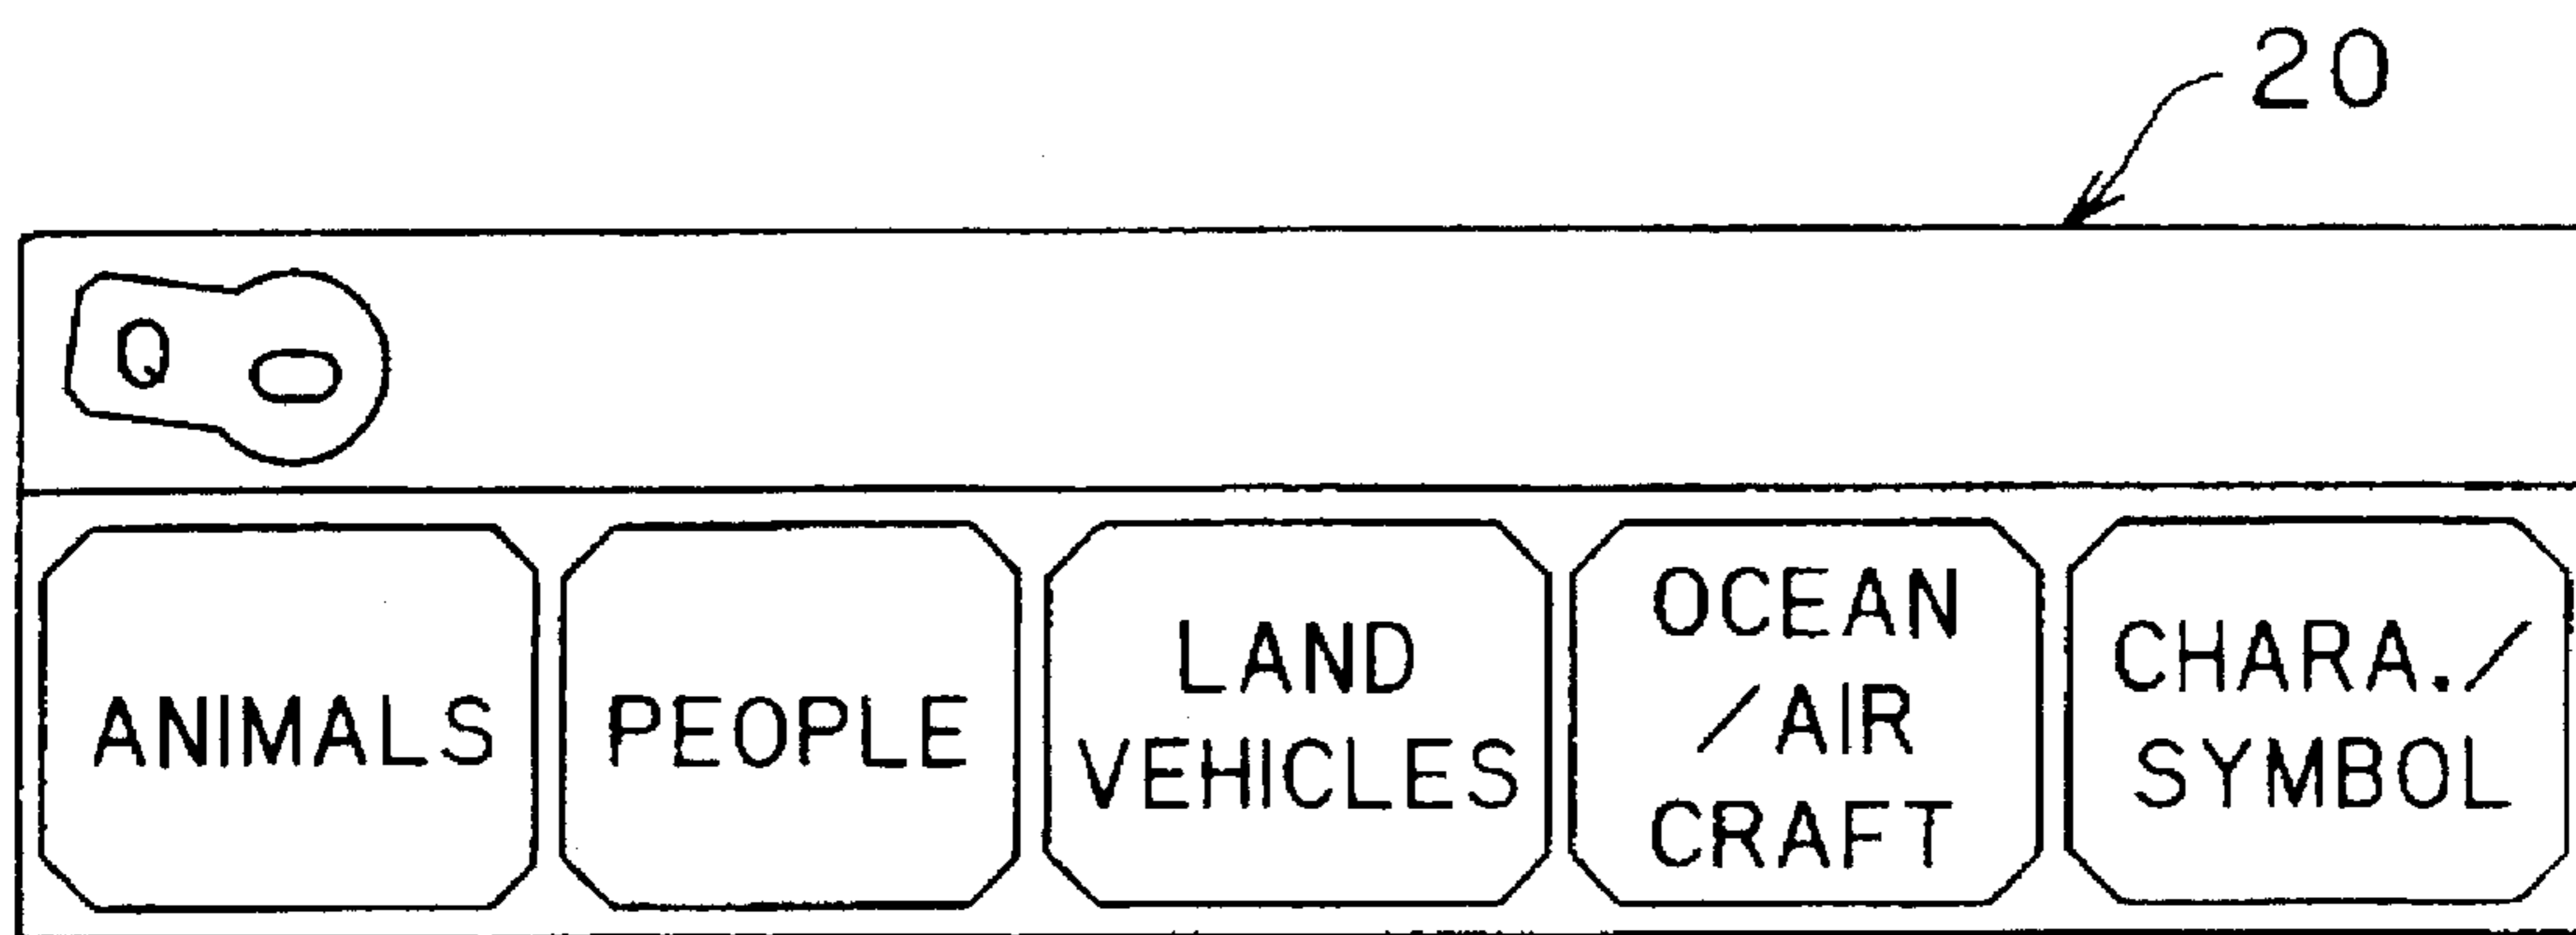 20
Q
ANIMALS
PEOPLE
LAND
VEHICLES
OCEAN
/AIR
CRAFT
CHARA./
SYMBOL